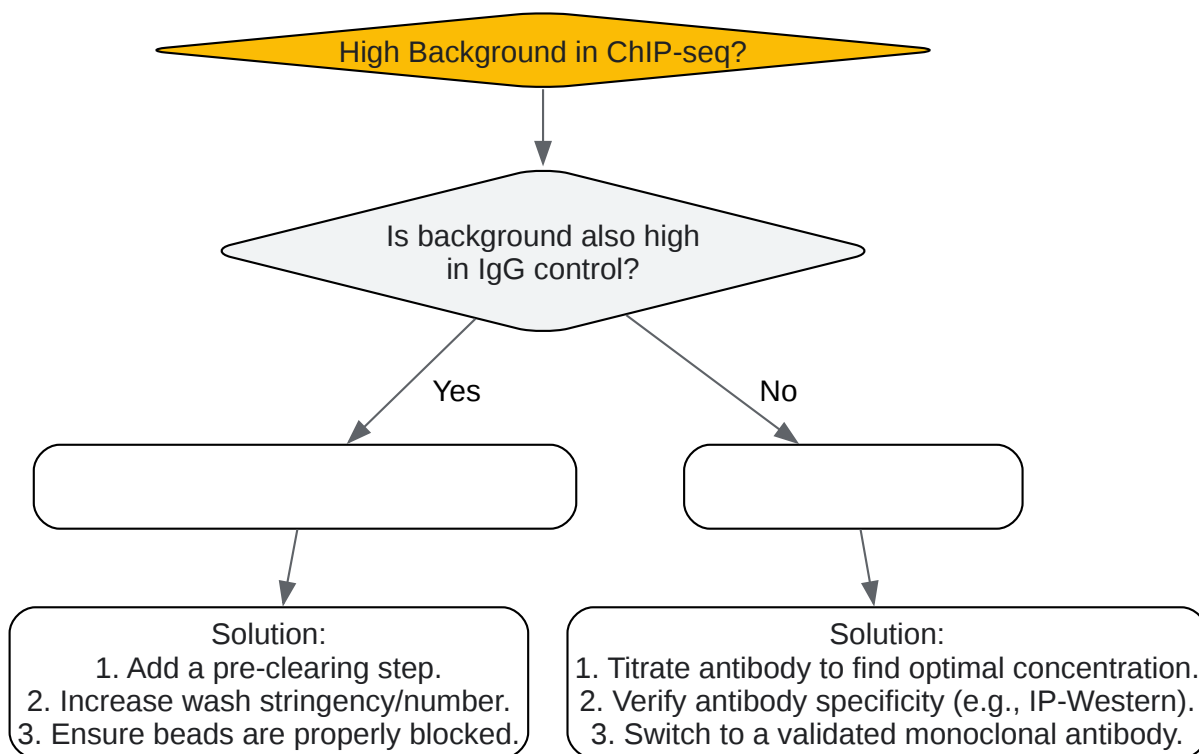 High Background in ChIP-seq?
Is background also high
in IgG control?
Yes
No
Solution:
1. Add a pre-clearing step.
2. Increase wash stringency/number.
3. Ensure beads are properly blocked.
Solution:
1. Titrate antibody to find optimal concentration.
2. Verify antibody specificity (e.g., IP-Western).
3. Switch to a validated monoclonal antibody.